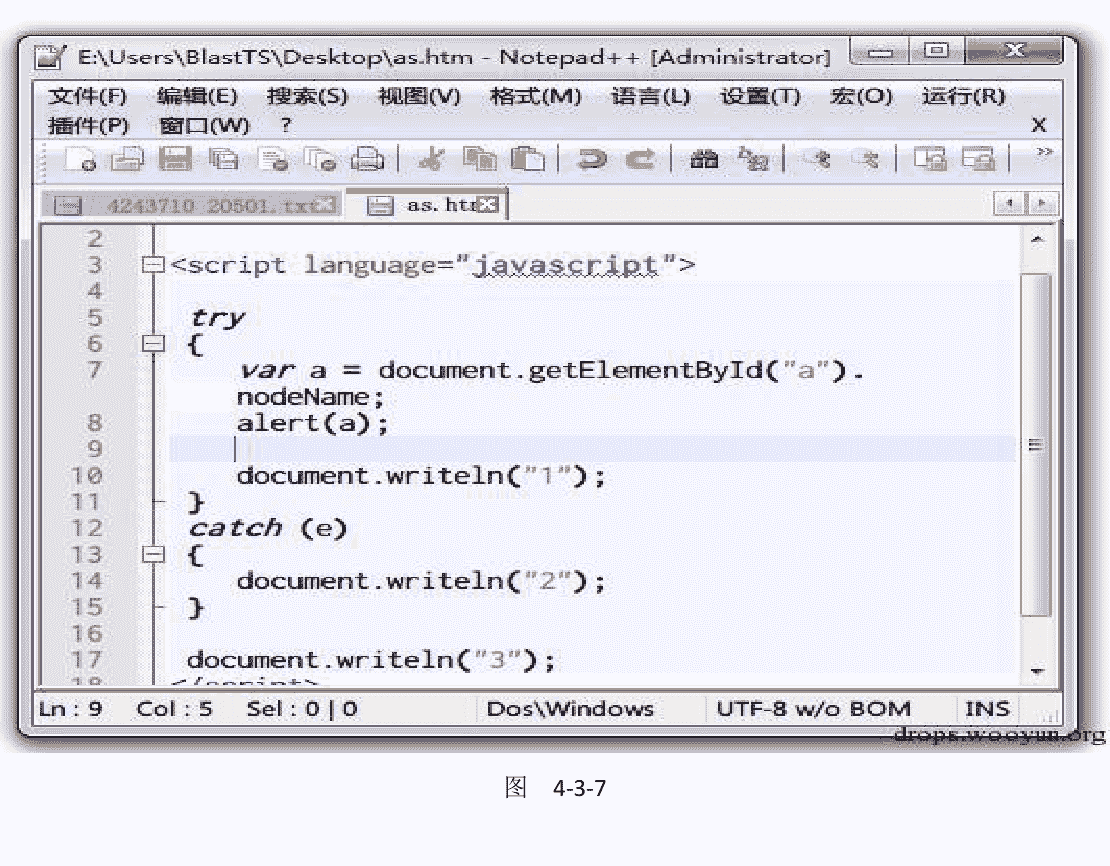 E:\Users\BlastTS\Desktop\as.htm - Notepad++ [Administrator]
文件(F) 编辑(E) 搜索(S) 视图(V) 格式(M) 语言(L) 设置(T) 宏(O) 运行(R)
插件(P) 窗口(W) ? X
4243710_20501.txt as.htm
2
3 <script language="javascript">
4
5 try
6 {
7 var a = document.getElementById("a").
nodeName;
8 alert(a);
9
10 document.writeln("1");
11 }
12 catch (e)
13 {
14 document.writeln("2");
15 }
16
17 document.writeln("3");
18 </script>
Ln : 9 Col : 5 Sel : 0 | 0 Dos\Windows UTF-8 w/o BOM INS
drops.wooyun.org
图 4-3-7